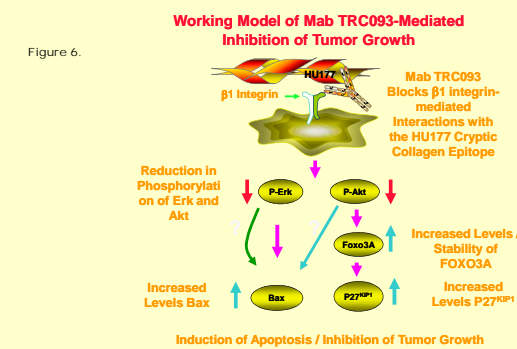 Working Model of Mab TRC093-Mediated
Inhibition of Tumor Growth
Figure 6.
HU177
β1 Integrin
Mab TRC093
Blocks β1 integrin-
mediated
Interactions with
the HU177 Cryptic
Collagen Epitope
Reduction in
Phosphorylati
on of Erk and
Akt
P-Erk
P-Akt
Foxo3A
Increased Levels /
Stability of
FOXO3A
Increased
Levels Bax
Bax
P27KIP1
Increased
Levels P27KIP1
Induction of Apoptosis / Inhibition of Tumor Growth